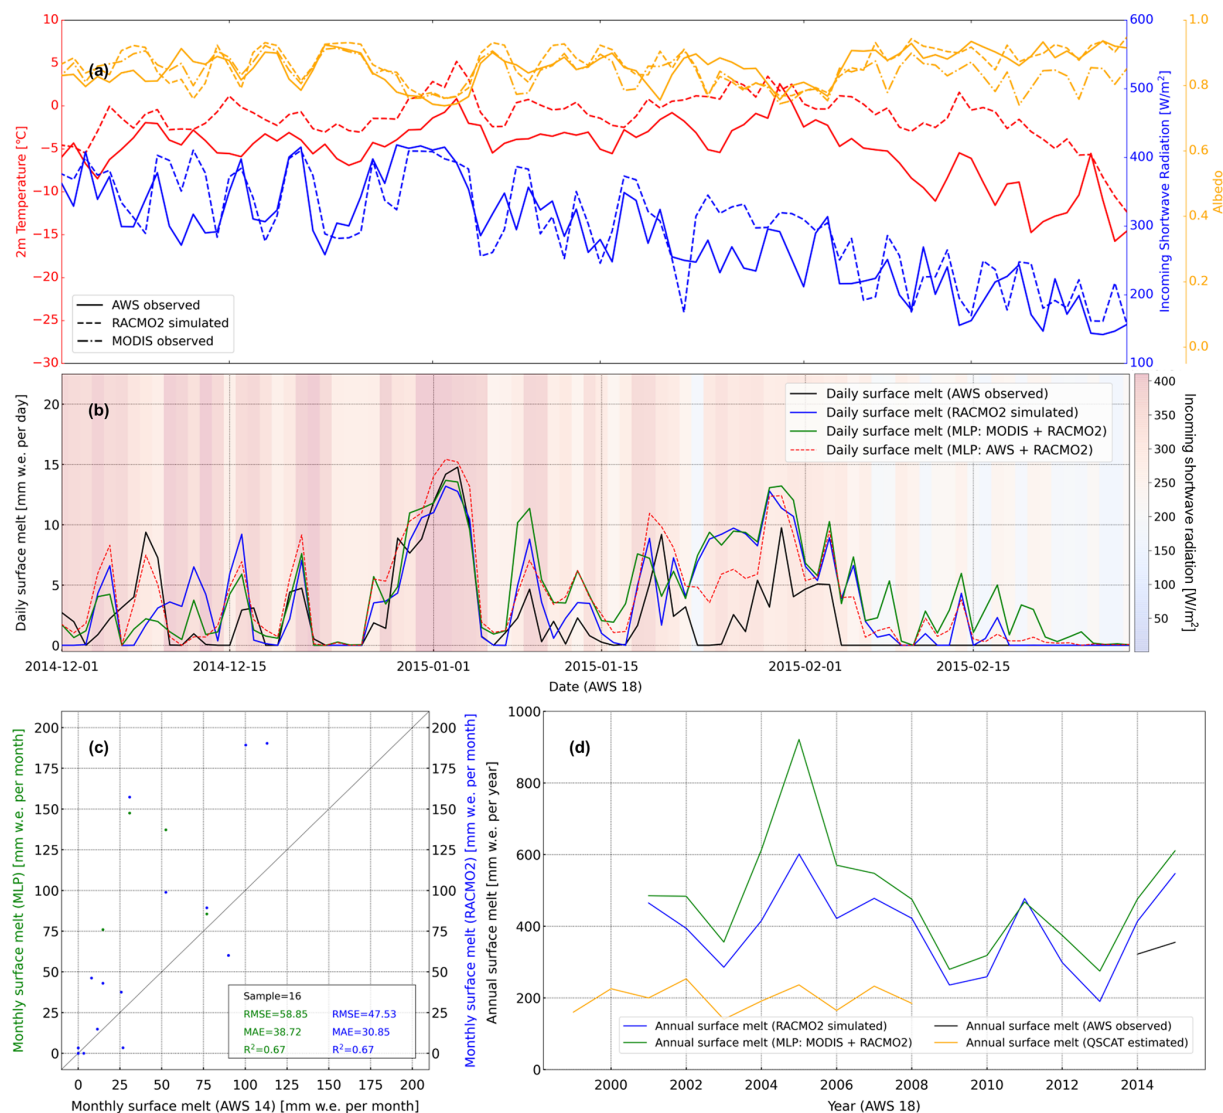 10
5
0
−5
−10
−15
−20
−25
−30
2m Temperature [°C]
(a)
AWS observed
RACMO2 simulated
MODIS observed
600
500
400
300
200
100
Incoming Shortwave Radiation [W/m²]
1.0
0.8
0.6
0.4
0.2
0.0
Albedo
20
15
10
5
0
Daily surface melt [mm w.e. per day]
(b)
Daily surface melt (AWS observed)
Daily surface melt (RACMO2 simulated)
Daily surface melt (MLP: MODIS + RACMO2)
Daily surface melt (MLP: AWS + RACMO2)
400
350
300
250
200
150
100
50
Incoming shortwave radiation [W/m²]
2014-12-01 2014-12-15 2015-01-01 2015-01-15 2015-02-01 2015-02-15
Date (AWS 18)
200
175
150
125
100
75
50
25
0
Monthly surface melt (MLP) [mm w.e. per month]
(c)
Sample=16
RMSE=58.85 RMSE=47.53
MAE=38.72 MAE=30.85
R²=0.67 R²=0.67
200
175
150
125
100
75
50
25
0
Monthly surface melt (RACMO2) [mm w.e. per month]
0 25 50 75 100 125 150 175 200
Monthly surface melt (AWS 14) [mm w.e. per month]
1000
800
600
400
200
0
Annual surface melt [mm w.e. per year]
(d)
Annual surface melt (RACMO2 simulated)
Annual surface melt (MLP: MODIS + RACMO2)
Annual surface melt (AWS observed)
Annual surface melt (QSCAT estimated)
2000 2002 2004 2006 2008 2010 2012 2014
Year (AWS 18)